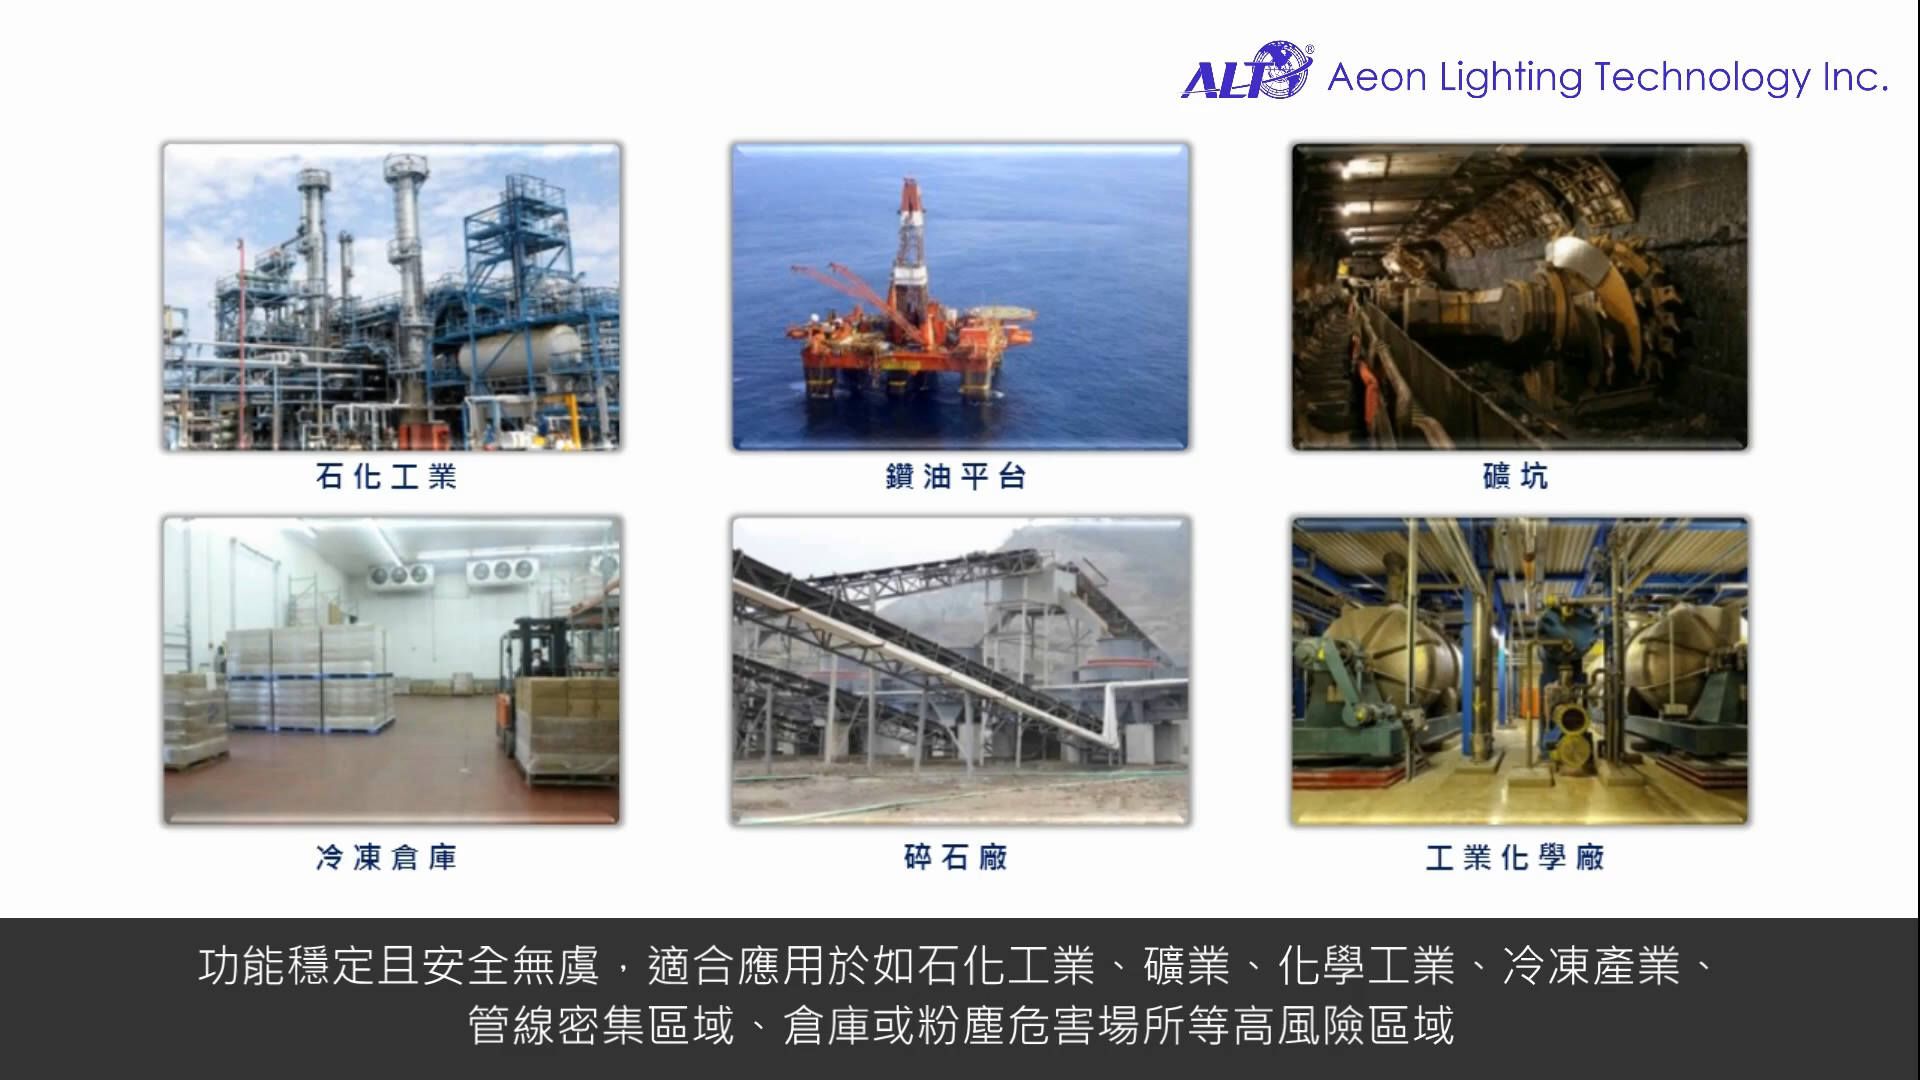 ALT® Aeon Lighting Technology Inc.
石化工業
鑽油平台
礦坑
冷凍倉庫
碎石廠
工業化學廠
功能穩定且安全無虞，適合應用於如石化工業、礦業、化學工業、冷凍產業、
管線密集區域、倉庫或粉塵危害場所等高風險區域